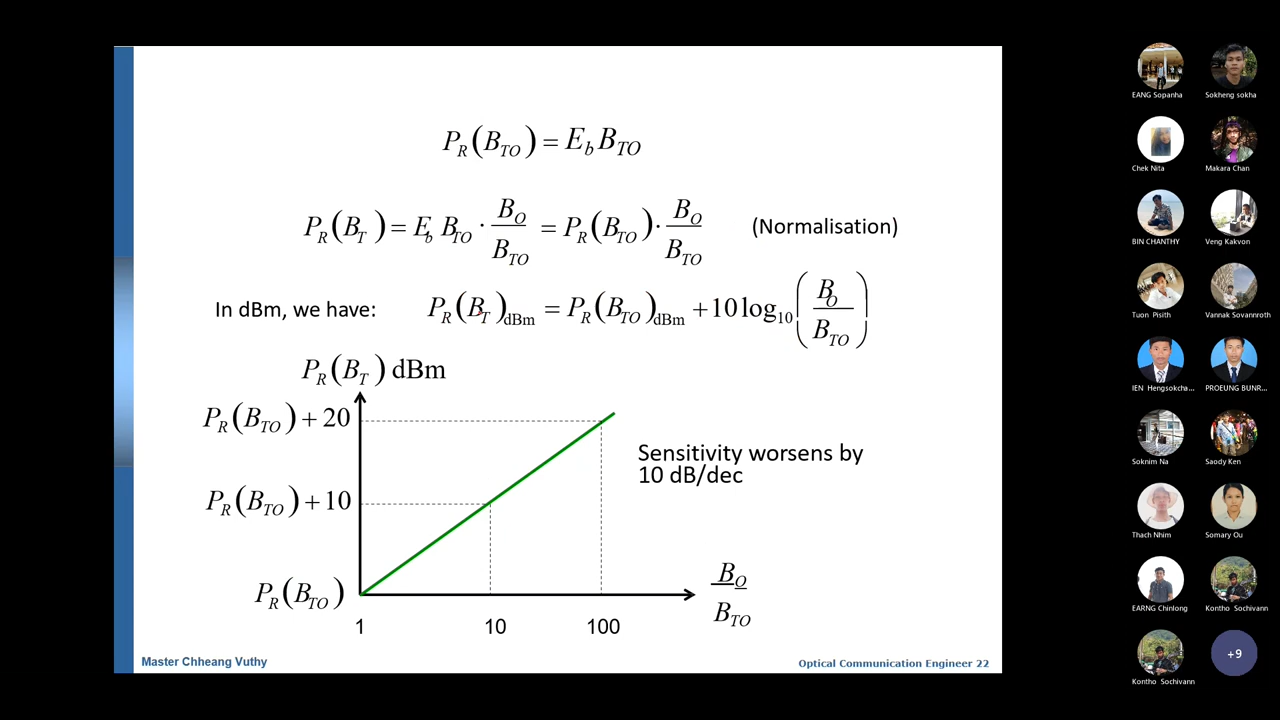 P_R(B_TO) = E_b B_TO
P_R(B_T) = E_b B_TO · B_O/B_TO = P_R(B_TO) · B_O/B_TO (Normalisation)
In dBm, we have: P_R(B_T)_dBm = P_R(B_TO)_dBm + 10 log_10 (B_O/B_TO)
P_R(B_T) dBm
P_R(B_TO) + 20
Sensitivity worsens by
10 dB/dec
P_R(B_TO) + 10
P_R(B_TO)
B_O/B_TO
1 10 100
Master Chheang Vuthy
Optical Communication Engineer 22
EANG Sopanha
Sokheng sokha
Chek Nita
Makara Chan
BIN CHANTHY
Veng Kakvon
Tuon Pisith
Vannak Sovannroth
IEN Hengsokcha...
PROEUNG BUNR...
Soknim Na
Saody Ken
Thach Nhim
Somary Ou
EARNG Chinlong
Kontho Sochivann
Kontho Sochivann
+9